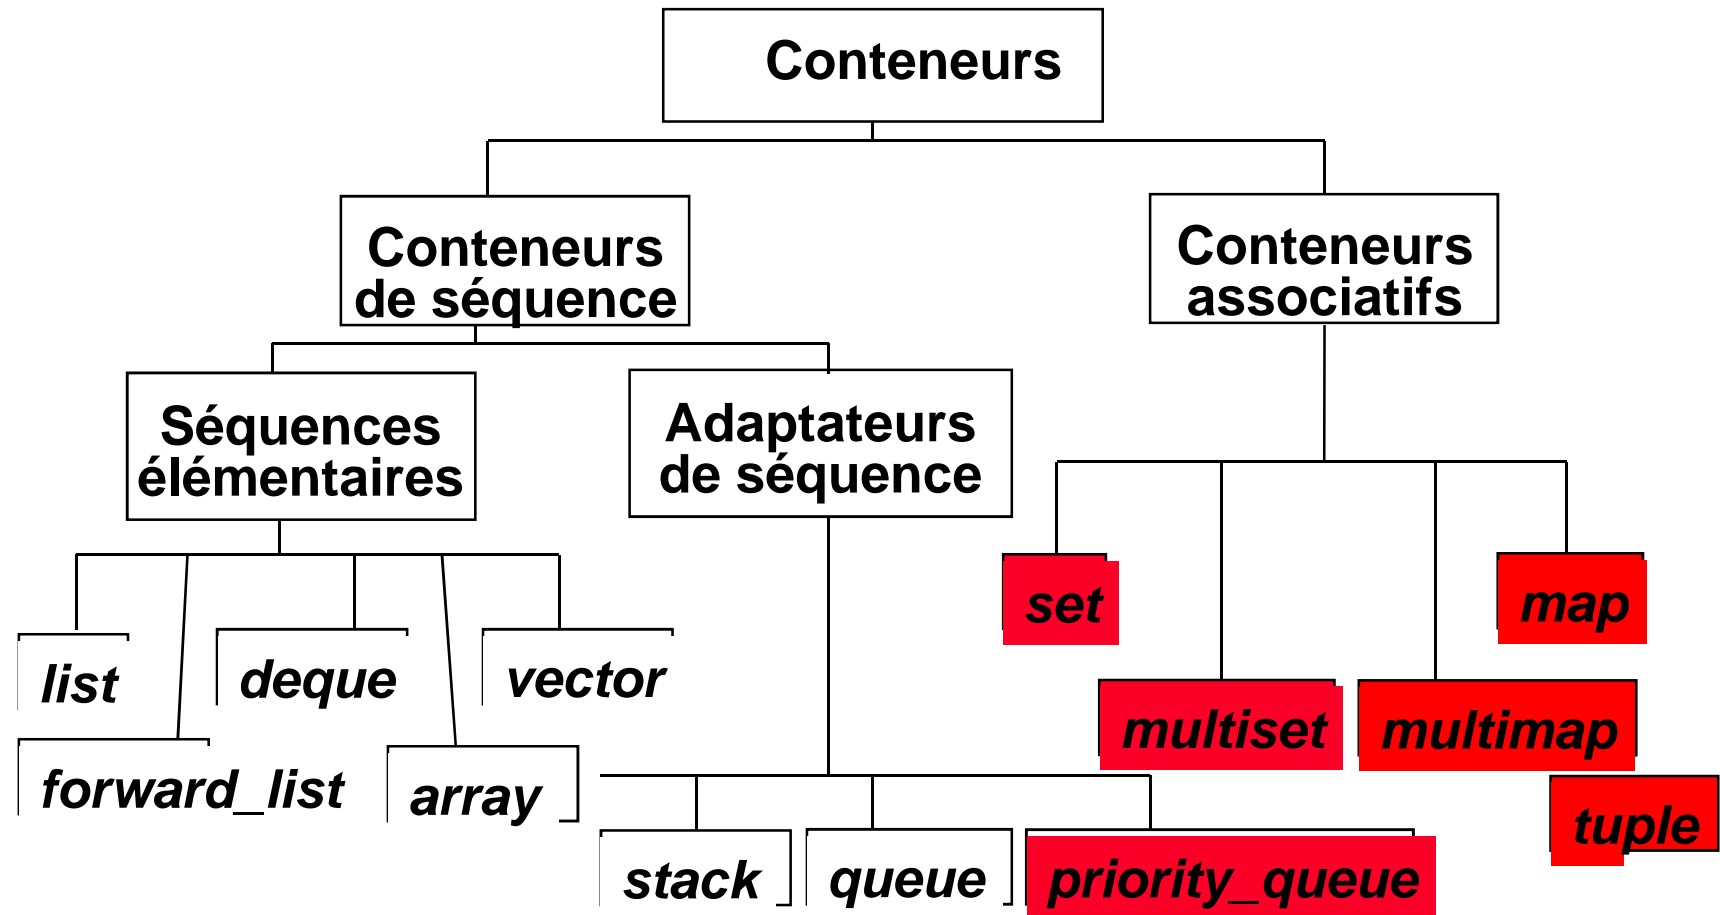 Conteneurs
Conteneurs
de séquence
Conteneurs
associatifs
Séquences
élémentaires
Adaptateurs
de séquence
set
map
list
deque
vector
multiset
multimap
forward_list
array
tuple
stack
queue
priority_queue